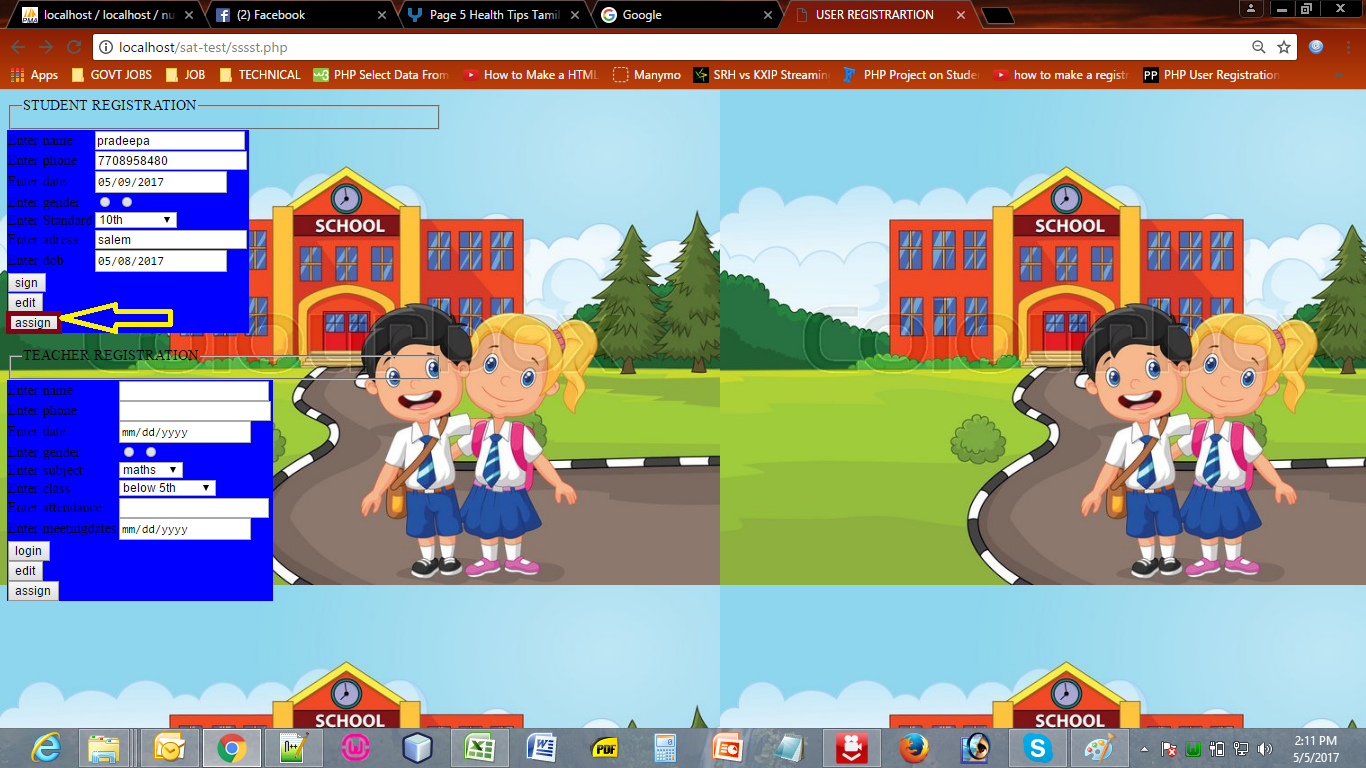 localhost / localhost / nu
(2) Facebook
Page 5 Health Tips Tamil
Google
USER REGISTRARTION
localhost/sat-test/sssst.php
Apps
GOVT JOBS
JOB
TECHNICAL
PHP Select Data From
How to Make a HTML
Manymo
SRH vs KXIP Streamin
PHP Project on Stude
how to make a registr
PHP User Registration
STUDENT REGISTRATION
Enter name pradeepa
Enter phone 7708958480
Enter date 05/09/2017
Enter gender
Enter Standard 10th
Enter adress salem
Enter dob 05/08/2017
sign
edit
assign
TEACHER REGISTRATION
Enter name
Enter phone
Enter date mm/dd/yyyy
Enter gender
Enter subject maths
Enter class below 5th
Enter attendance
Enter meetingdates mm/dd/yyyy
login
edit
assign
SCHOOL
SCHOOL
SCHOOL
SCHOOL
PDF
2:11 PM
5/5/2017